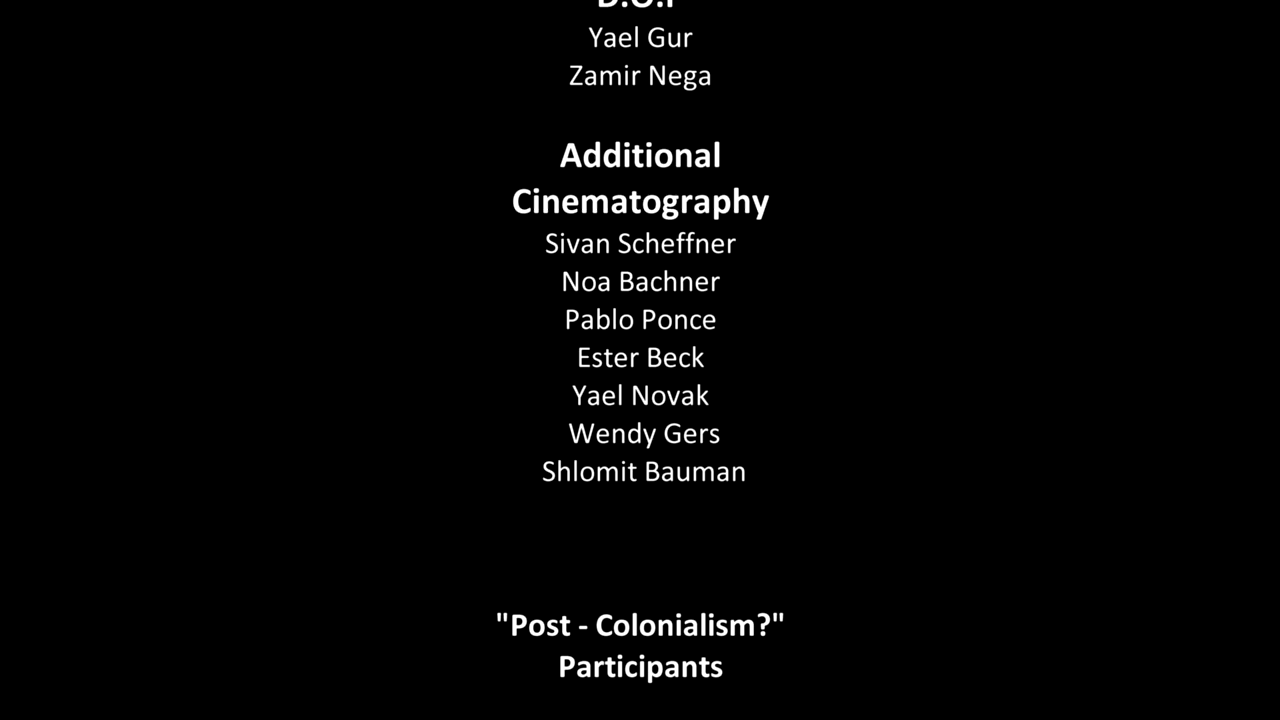 D.O.P
Yael Gur
Zamir Nega
Additional
Cinematography
Sivan Scheffner
Noa Bachner
Pablo Ponce
Ester Beck
Yael Novak
Wendy Gers
Shlomit Bauman
"Post - Colonialism?"
Participants